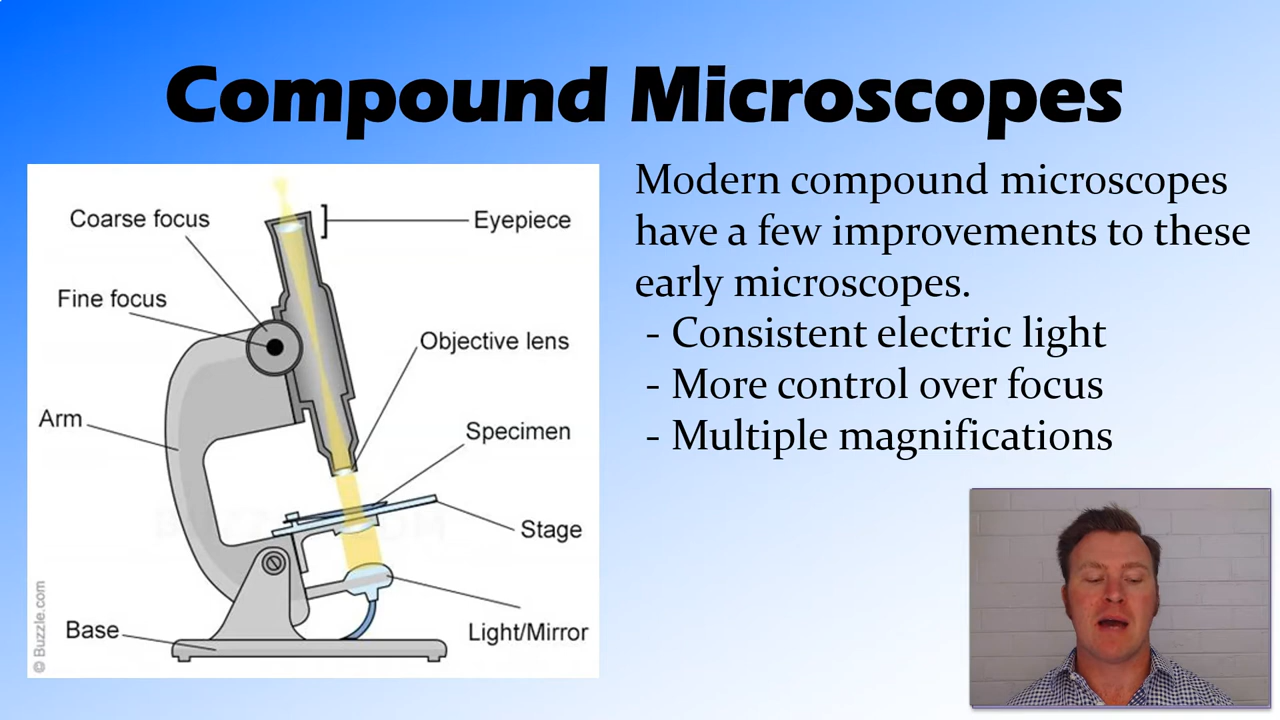 Compound Microscopes
Coarse focus
Eyepiece
Fine focus
Objective lens
Arm
Specimen
Stage
Base
Light/Mirror
© Buzzle.com
Modern compound microscopes
have a few improvements to these
early microscopes.
- Consistent electric light
- More control over focus
- Multiple magnifications